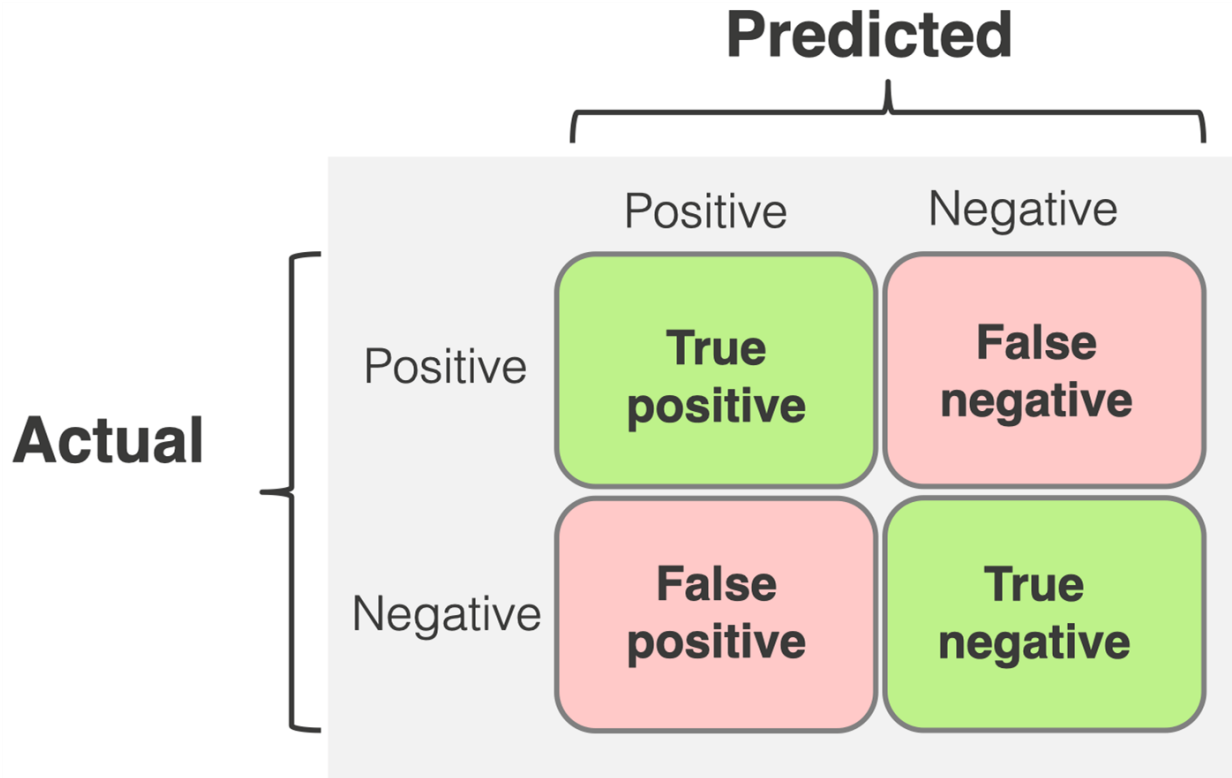 Predicted
Positive
Negative
Actual
Positive
True
positive
False
negative
Negative
False
positive
True
negative